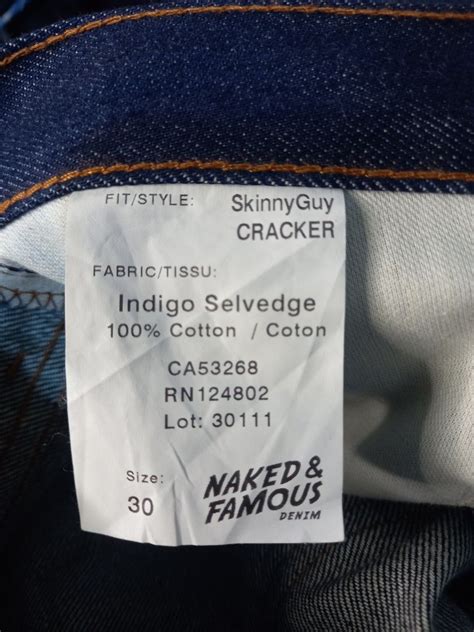 FIT/STYLE: SkinnyGuy
CRACKER
FABRIC/TISSU:
Indigo Selvedge
100% Cotton / Coton
CA53268
RN124802
Lot: 30111
Size:
30
NAKED &
FAMOUS
DENIM